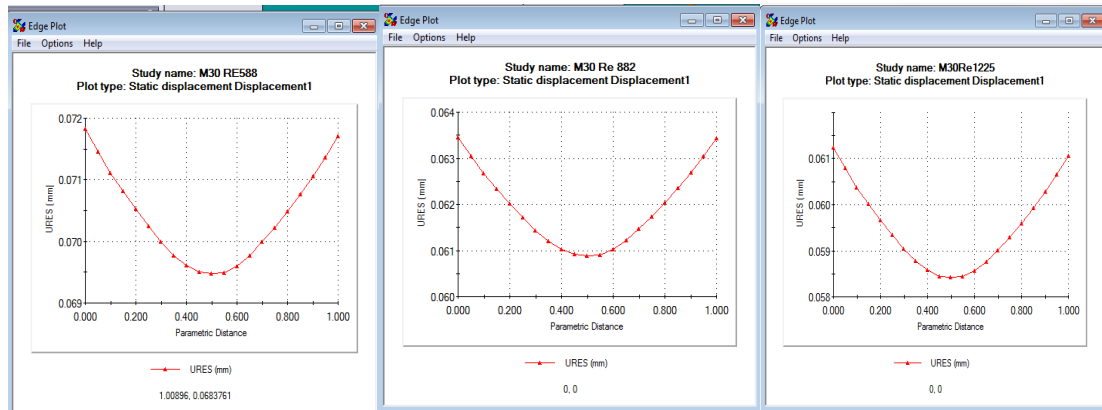 Edge Plot
File Options Help
Study name: M30 RE588
Plot type: Static displacement Displacement1
0.072
0.071
0.070
0.069
URES (mm)
0.000 0.200 0.400 0.600 0.800 1.000
Parametric Distance
URES (mm)
1.00896, 0.0683761
Edge Plot
File Options Help
Study name: M30 Re 882
Plot type: Static displacement Displacement1
0.064
0.063
0.062
0.061
0.060
URES (mm)
0.000 0.200 0.400 0.600 0.800 1.000
Parametric Distance
URES (mm)
0, 0
Edge Plot
File Options Help
Study name: M30Re1225
Plot type: Static displacement Displacement1
0.061
0.060
0.059
0.058
URES (mm)
0.000 0.200 0.400 0.600 0.800 1.000
Parametric Distance
URES (mm)
0, 0